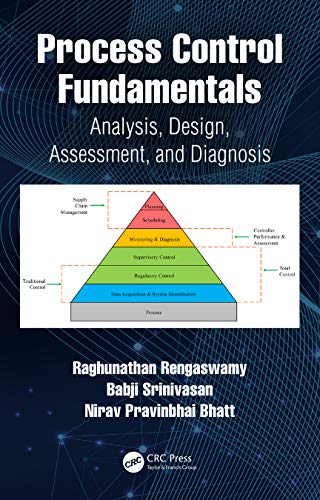 Process Control
Fundamentals
Analysis, Design,
Assessment, and Diagnosis
Supply
Chain
Management
Planning
Scheduling
Controller
Performance &
Assessment
Monitoring & Diagnosis
Supervisory Control
Traditional
Control
Regulatory Control
Total
Control
Data Acquisition & System Identification
Process
Raghunathan Rengaswamy
Babji Srinivasan
Nirav Pravinbhai Bhatt
CRC
CRC Press
Taylor & Francis Group